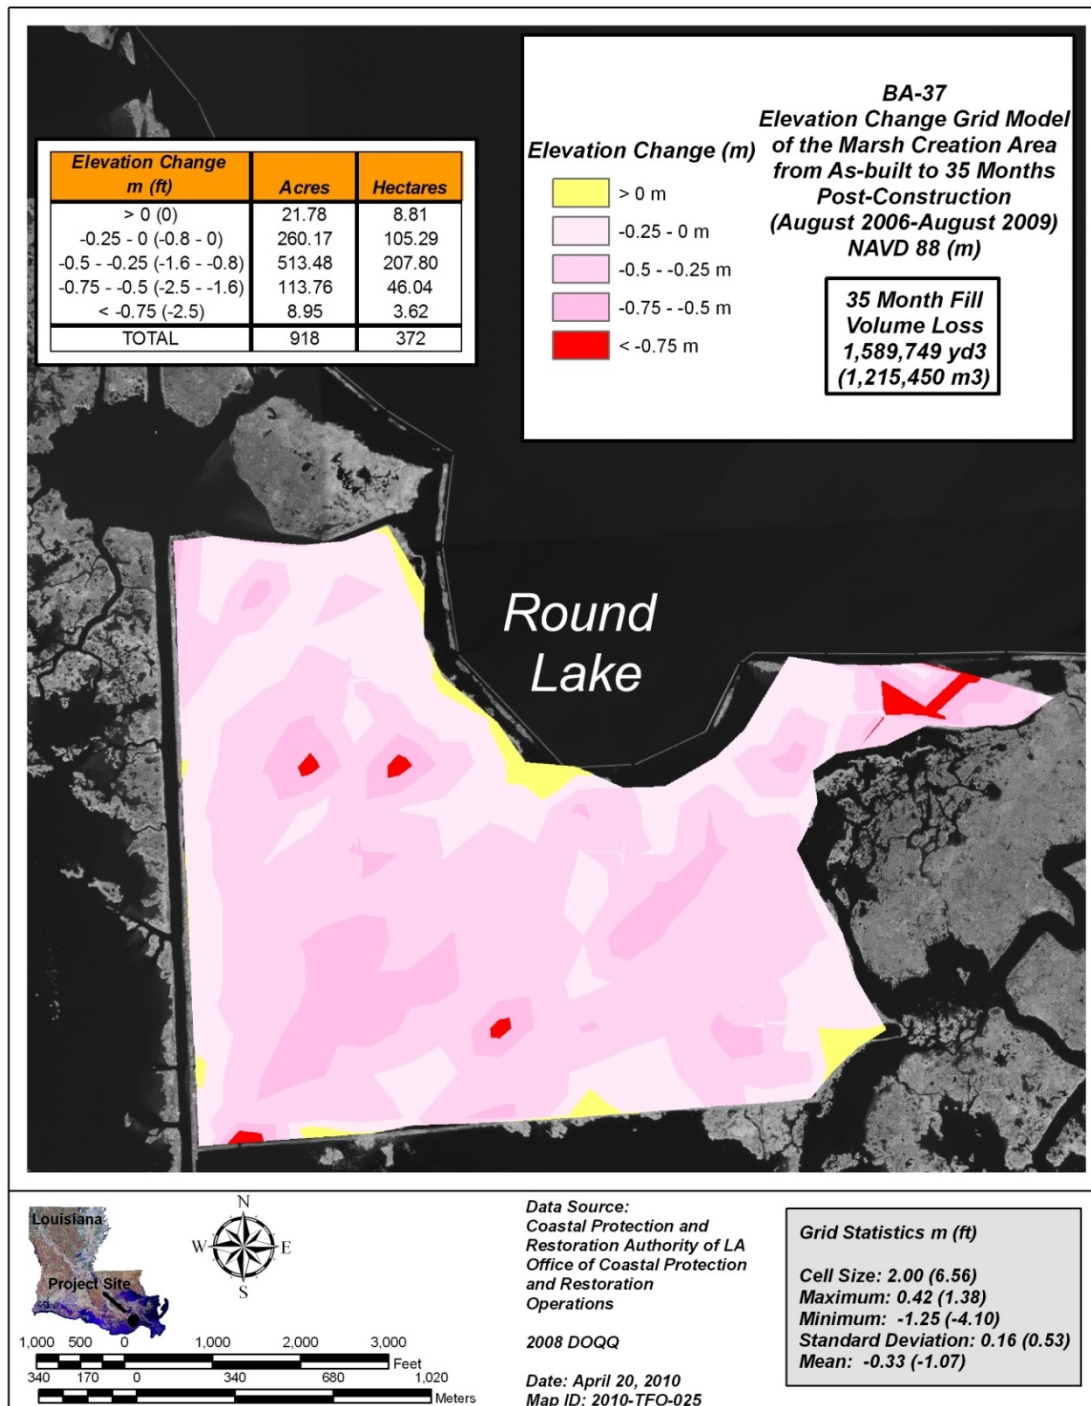 BA-37
Elevation Change Grid Model
of the Marsh Creation Area
from As-built to 35 Months
Post-Construction
(August 2006-August 2009)
NAVD 88 (m)
35 Month Fill
Volume Loss
1,589,749 yd3
(1,215,450 m3)
Elevation Change (m)
> 0 m
-0.25 - 0 m
-0.5 - -0.25 m
-0.75 - -0.5 m
< -0.75 m
Elevation Change
m (ft) Acres Hectares
> 0 (0) 21.78 8.81
-0.25 - 0 (-0.8 - 0) 260.17 105.29
-0.5 - -0.25 (-1.6 - -0.8) 513.48 207.80
-0.75 - -0.5 (-2.5 - -1.6) 113.76 46.04
< -0.75 (-2.5) 8.95 3.62
TOTAL 918 372
Round
Lake
Louisiana
Project Site
N
W E
S
1,000 500 0 1,000 2,000 3,000
Feet
340 170 0 340 680 1,020
Meters
Data Source:
Coastal Protection and
Restoration Authority of LA
Office of Coastal Protection
and Restoration
Operations
2008 DOQQ
Date: April 20, 2010
Map ID: 2010-TFO-025
Grid Statistics m (ft)
Cell Size: 2.00 (6.56)
Maximum: 0.42 (1.38)
Minimum: -1.25 (-4.10)
Standard Deviation: 0.16 (0.53)
Mean: -0.33 (-1.07)